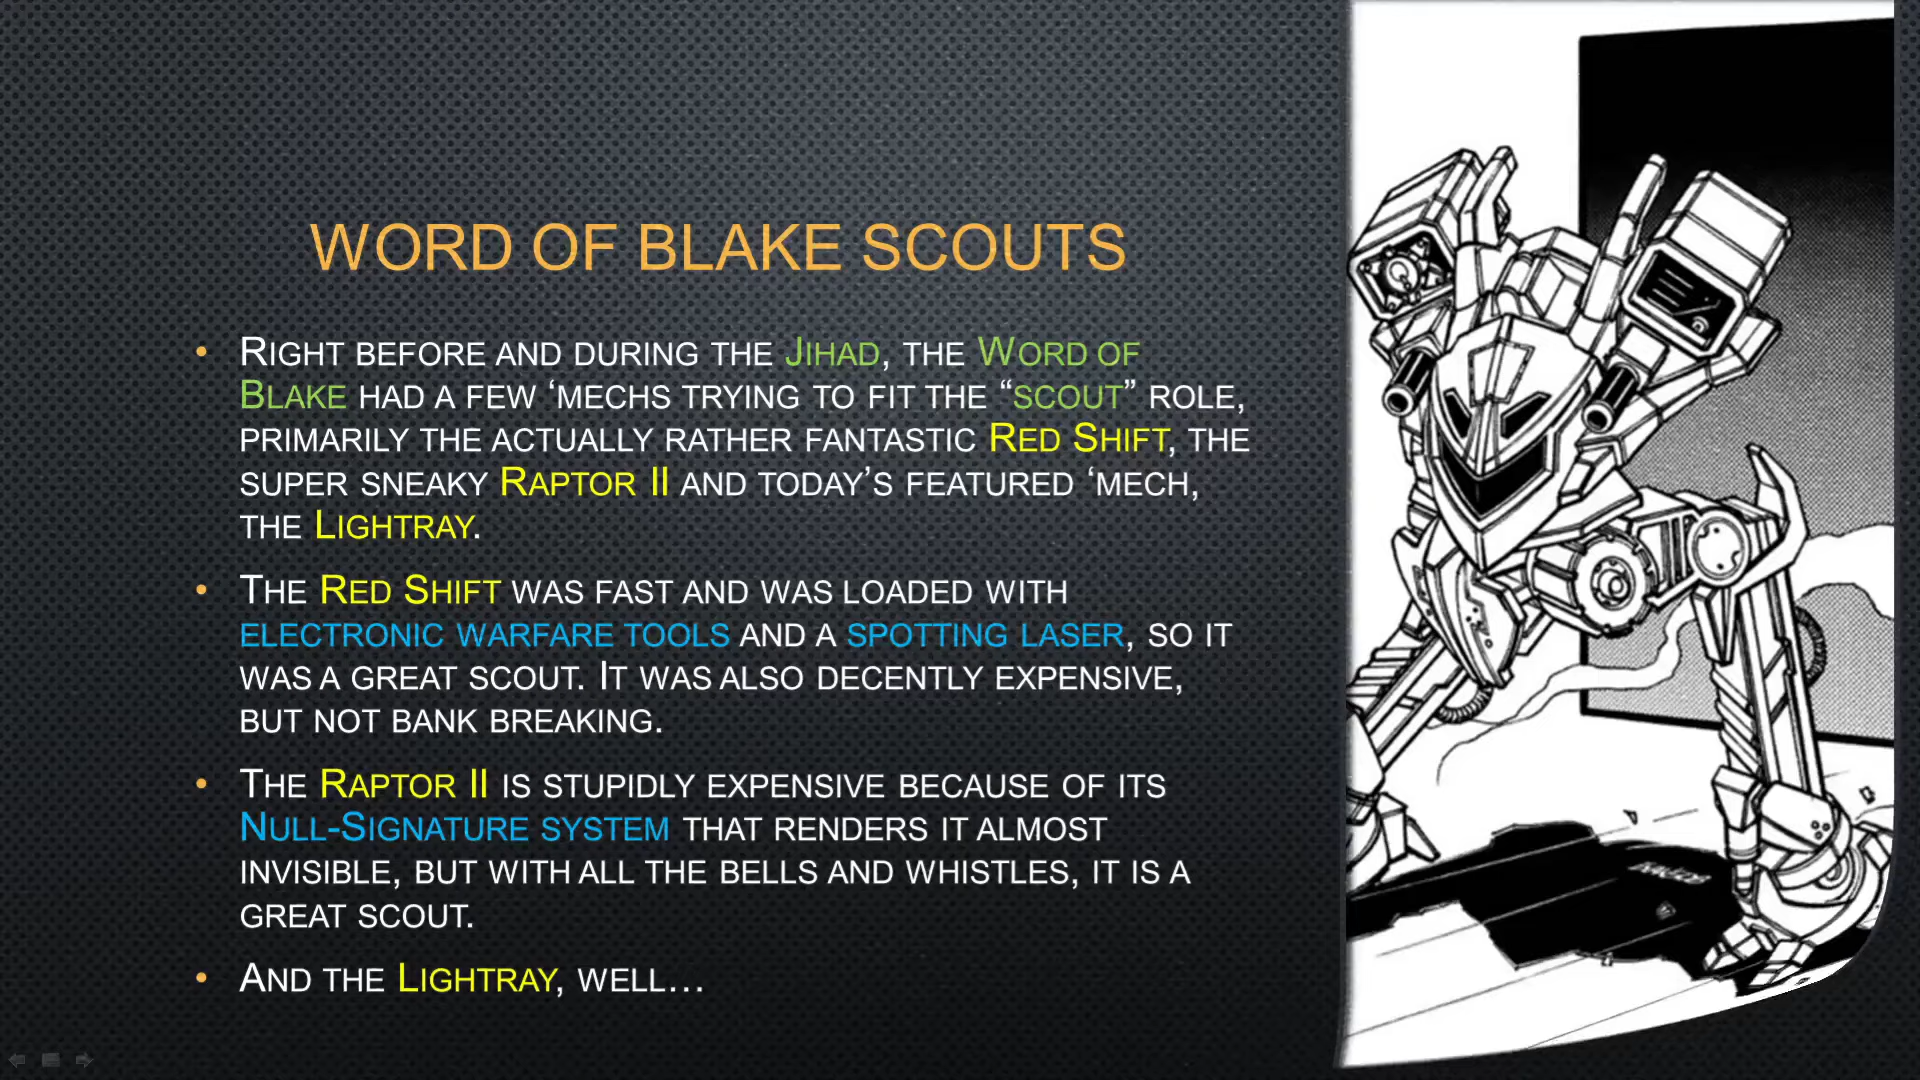 WORD OF BLAKE SCOUTS
• RIGHT BEFORE AND DURING THE JIHAD, THE WORD OF
BLAKE HAD A FEW ‘MECHS TRYING TO FIT THE “SCOUT” ROLE,
PRIMARILY THE ACTUALLY RATHER FANTASTIC RED SHIFT, THE
SUPER SNEAKY RAPTOR II AND TODAY’S FEATURED ‘MECH,
THE LIGHTRAY.
• THE RED SHIFT WAS FAST AND WAS LOADED WITH
ELECTRONIC WARFARE TOOLS AND A SPOTTING LASER, SO IT
WAS A GREAT SCOUT. IT WAS ALSO DECENTLY EXPENSIVE,
BUT NOT BANK BREAKING.
• THE RAPTOR II IS STUPIDLY EXPENSIVE BECAUSE OF ITS
NULL-SIGNATURE SYSTEM THAT RENDERS IT ALMOST
INVISIBLE, BUT WITH ALL THE BELLS AND WHISTLES, IT IS A
GREAT SCOUT.
• AND THE LIGHTRAY, WELL…